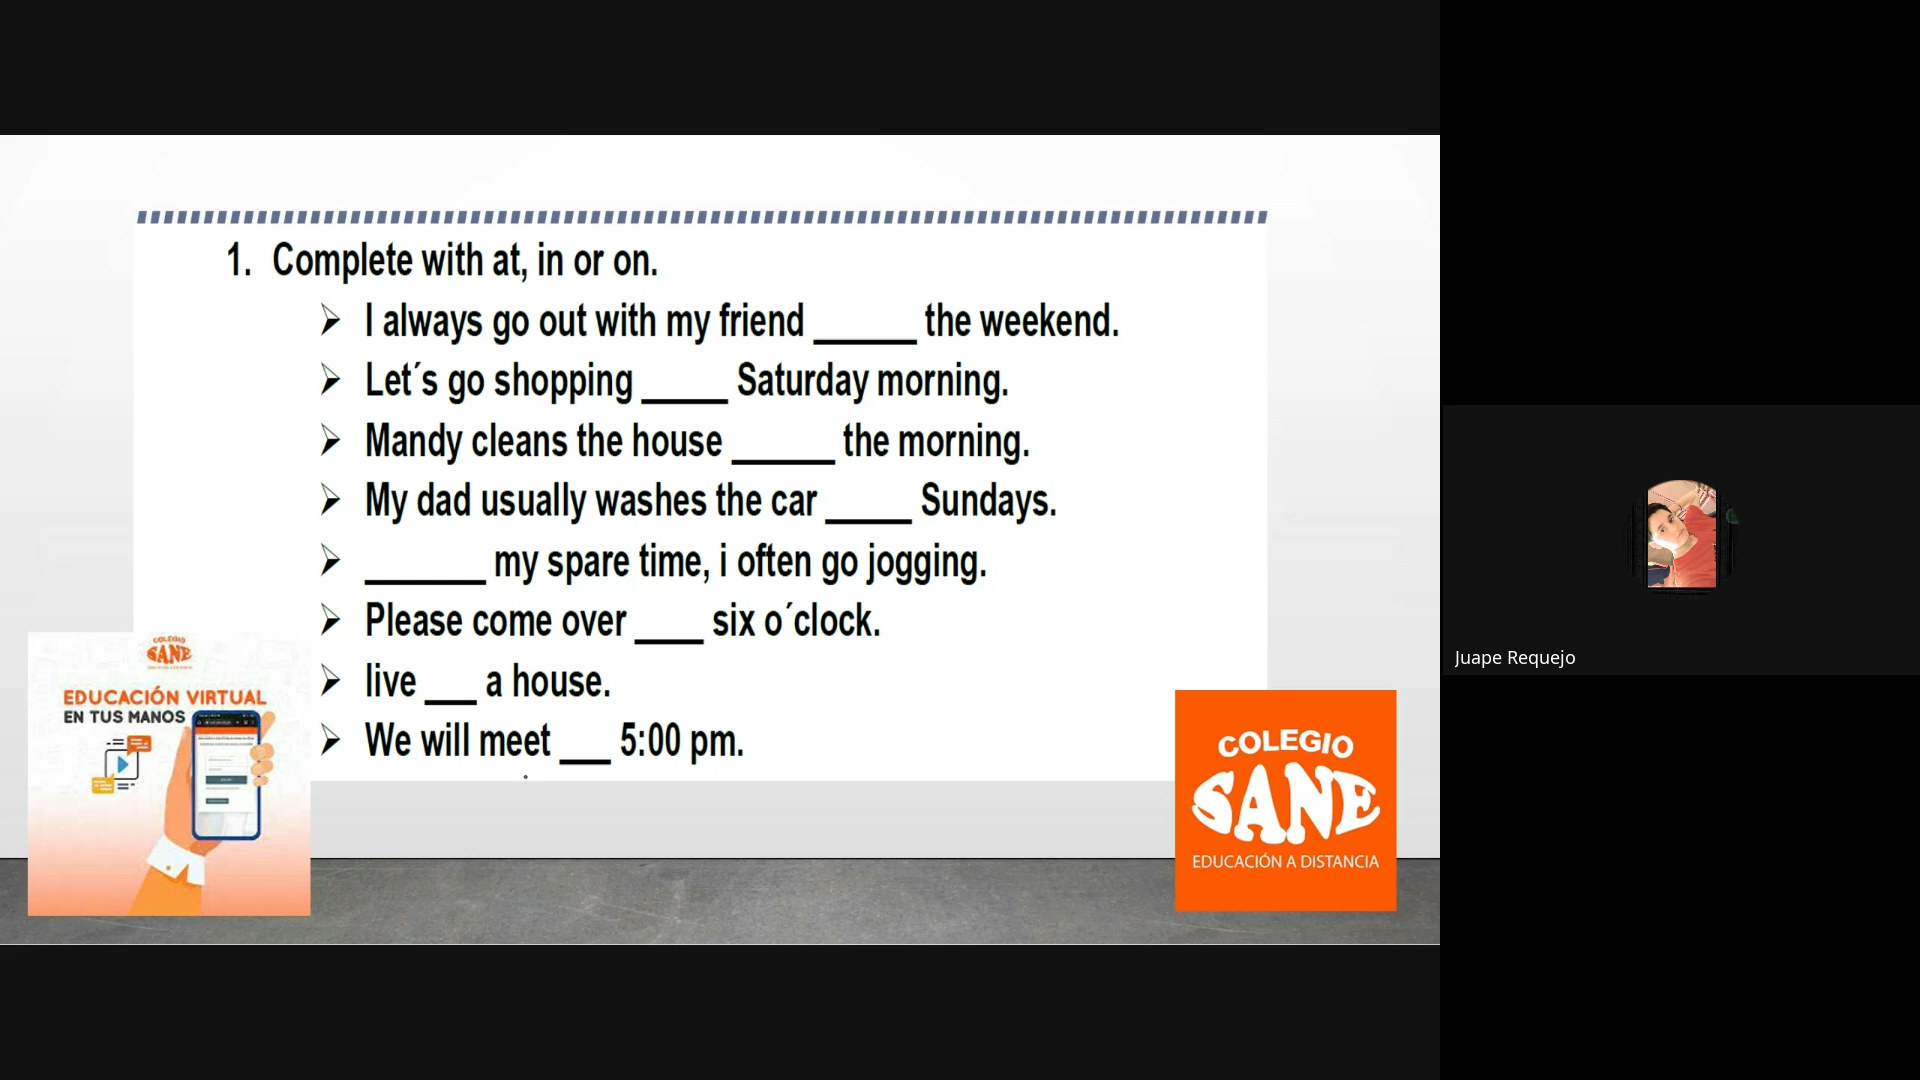 1. Complete with at, in or on.
➢ I always go out with my friend ______ the weekend.
➢ Let´s go shopping _____ Saturday morning.
➢ Mandy cleans the house ______ the morning.
➢ My dad usually washes the car _____ Sundays.
➢ _______ my spare time, i often go jogging.
➢ Please come over ____ six o´clock.
➢ live ___ a house.
➢ We will meet ___ 5:00 pm.
COLEGIO
SANE
EDUCACIÓN VIRTUAL
EN TUS MANOS
COLEGIO
SANE
EDUCACIÓN A DISTANCIA
Juape Requejo